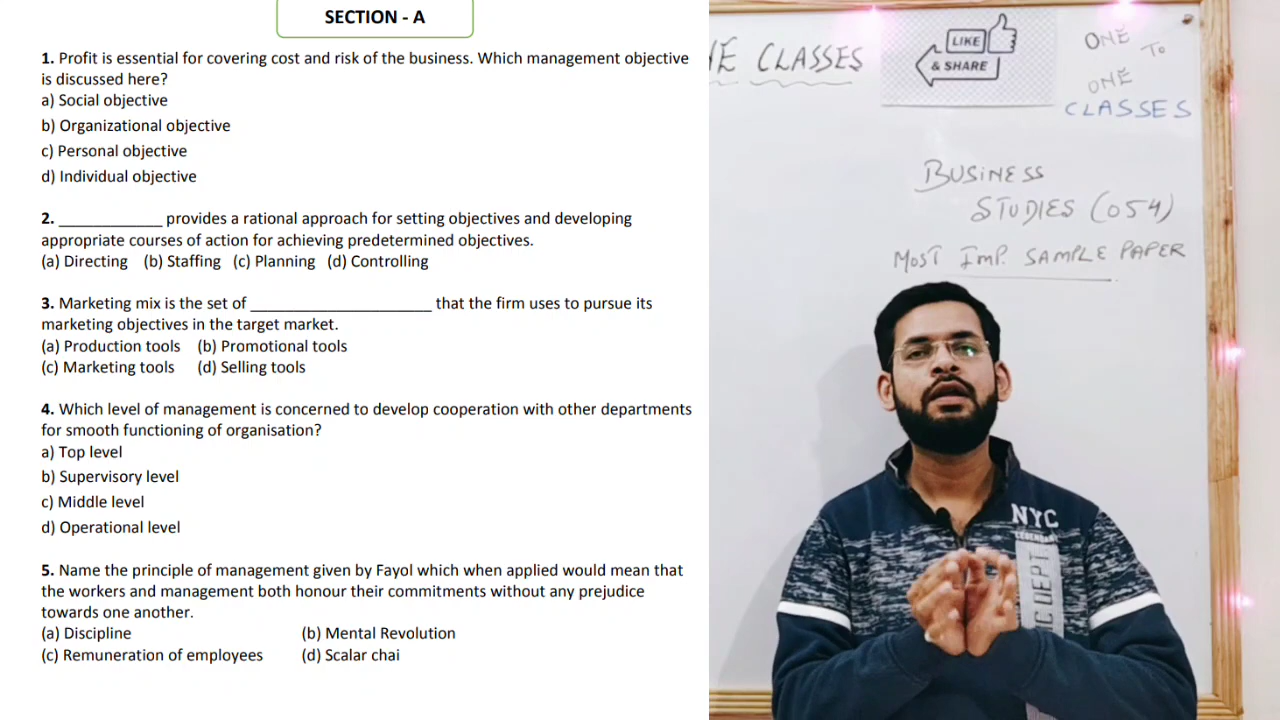 SECTION - A
1. Profit is essential for covering cost and risk of the business. Which management objective
is discussed here?
a) Social objective
b) Organizational objective
c) Personal objective
d) Individual objective
2. ____________ provides a rational approach for setting objectives and developing
appropriate courses of action for achieving predetermined objectives.
(a) Directing (b) Staffing (c) Planning (d) Controlling
3. Marketing mix is the set of _____________________ that the firm uses to pursue its
marketing objectives in the target market.
(a) Production tools (b) Promotional tools
(c) Marketing tools (d) Selling tools
4. Which level of management is concerned to develop cooperation with other departments
for smooth functioning of organisation?
a) Top level
b) Supervisory level
c) Middle level
d) Operational level
5. Name the principle of management given by Fayol which when applied would mean that
the workers and management both honour their commitments without any prejudice
towards one another.
(a) Discipline (b) Mental Revolution
(c) Remuneration of employees (d) Scalar chai
CLASSES
LIKE
& SHARE
ONE
To
ONE
CLASSES
BUSINESS
STUDIES (054)
MOST IMP. SAMPLE PAPER
NYC
DEPT